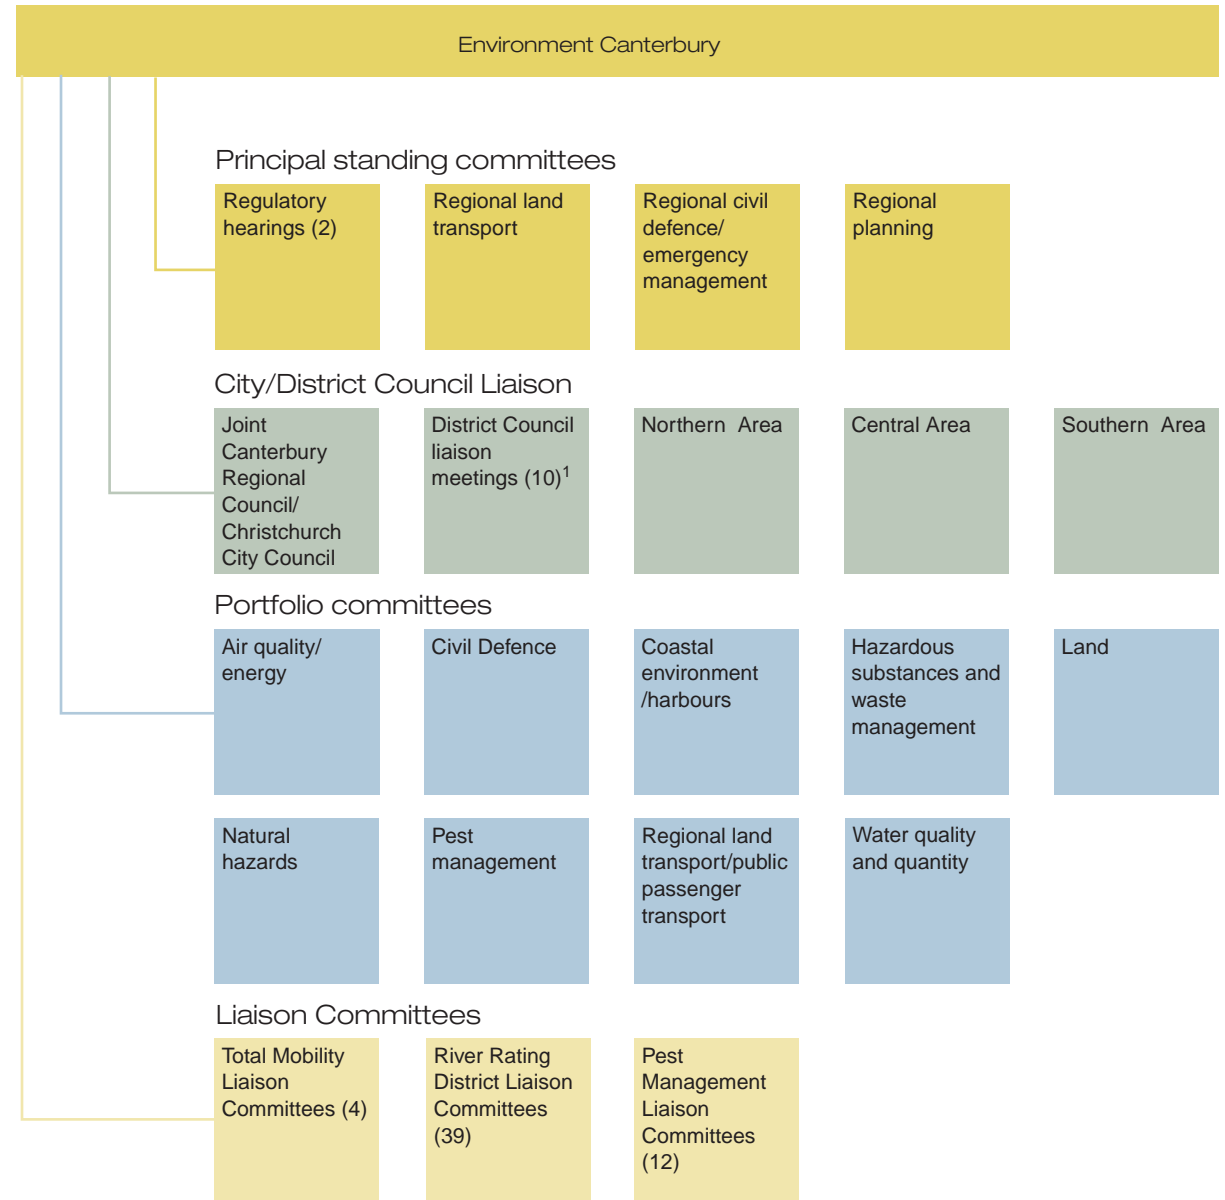 Environment Canterbury
Principal standing committees
Regulatory
hearings (2)
Regional land
transport
Regional civil
defence/
emergency
management
Regional
planning
City/District Council Liaison
Joint
Canterbury
Regional
Council/
Christchurch
City Council
District Council
liaison
meetings (10)1
Northern Area
Central Area
Southern Area
Portfolio committees
Air quality/
energy
Civil Defence
Coastal
environment
/harbours
Hazardous
substances and
waste
management
Land
Natural
hazards
Pest
management
Regional land
transport/public
passenger
transport
Water quality
and quantity
Liaison Committees
Total Mobility
Liaison
Committees (4)
River Rating
District Liaison
Committees
(39)
Pest
Management
Liaison
Committees
(12)